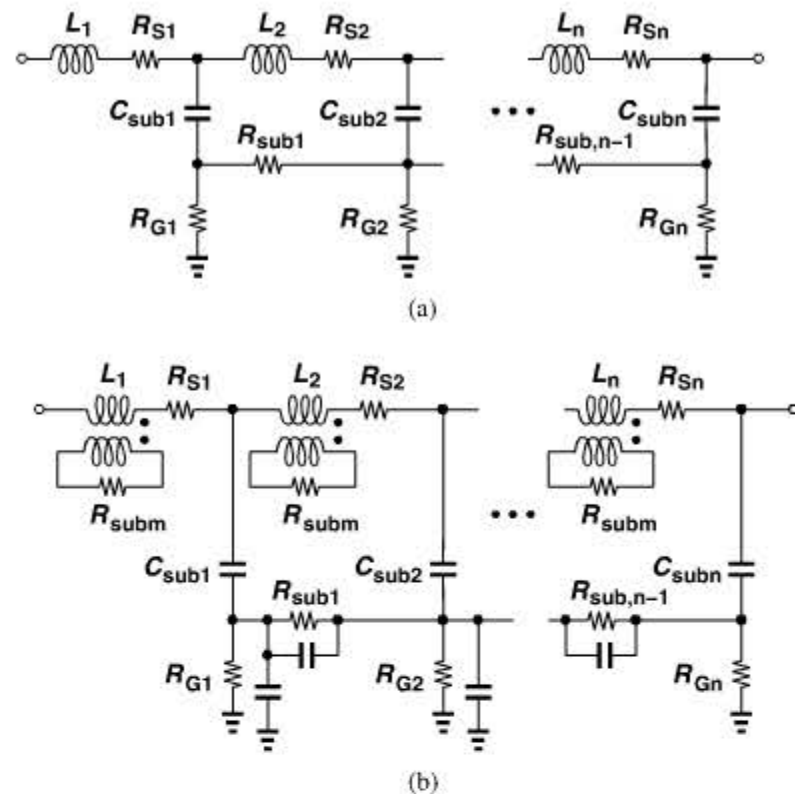 L1 RS1 L2 RS2 Ln RSn
Csub1 Csub2 ••• Csubn
Rsub1 Rsub,n−1
RG1 RG2 RGn
(a)
L1 RS1 L2 RS2 Ln RSn
Rsubm Rsubm ••• Rsubm
Csub1 Csub2 Csubn
Rsub1 Rsub,n−1
RG1 RG2 RGn
(b)